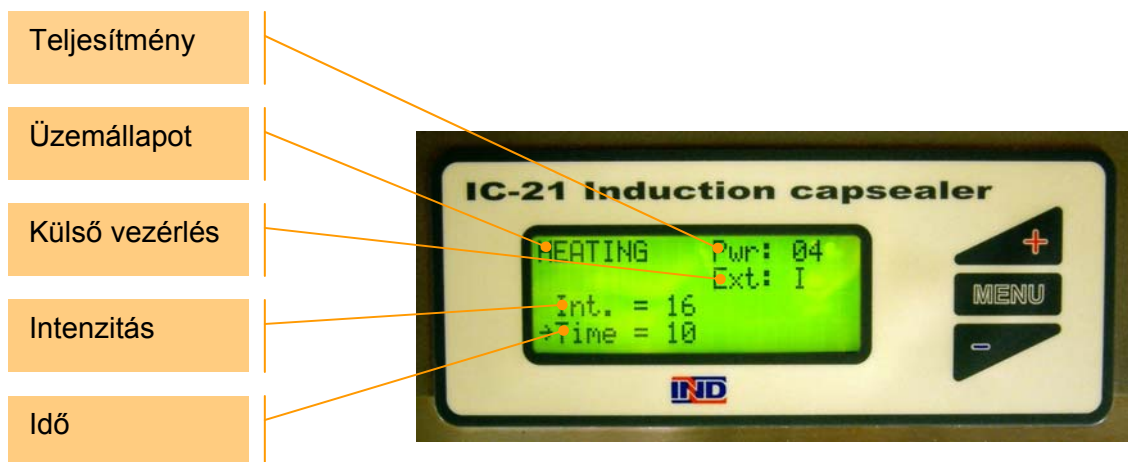 Teljesítmény
Üzemállapot
Külső vezérlés
Intenzitás
Idő
IC-21 Induction capsealer
HEATING Pwr: 04
Ext: I
Int. = 16
→Time = 10
+
MENU
-
IND